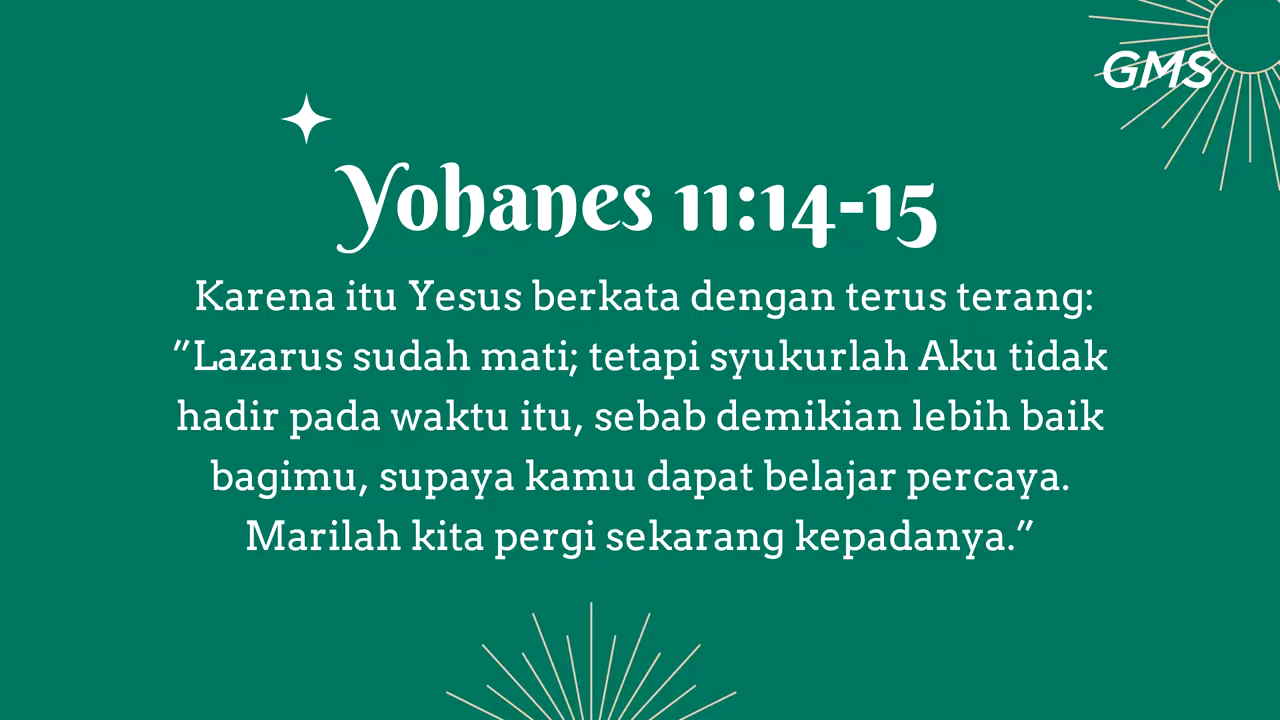 GMS
Yohanes 11:14-15
Karena itu Yesus berkata dengan terus terang:
"Lazarus sudah mati; tetapi syukurlah Aku tidak
hadir pada waktu itu, sebab demikian lebih baik
bagimu, supaya kamu dapat belajar percaya.
Marilah kita pergi sekarang kepadanya."